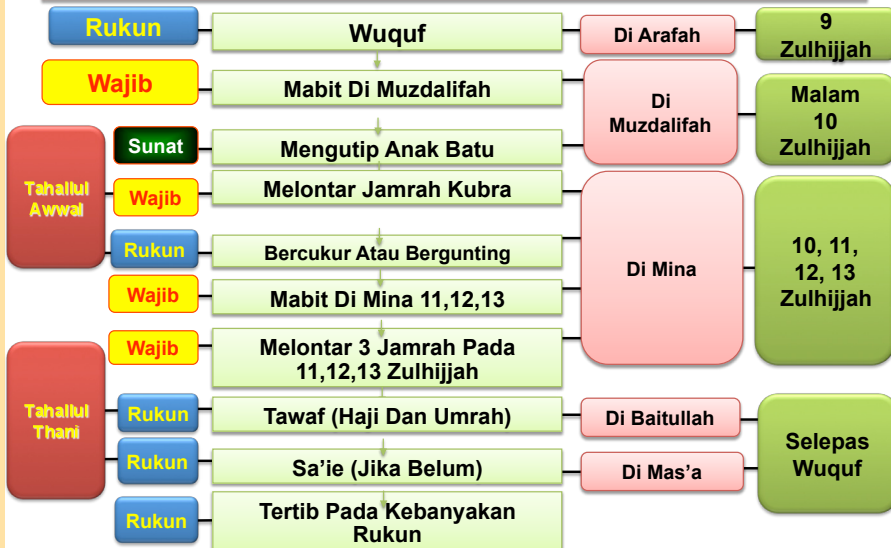 Rukun
Wuquf
Di Arafah
9
Zulhijjah
Wajib
Mabit Di Muzdalifah
Di
Muzdalifah
Malam
10
Zulhijjah
Tahallul
Awwal
Sunat
Mengutip Anak Batu
Wajib
Melontar Jamrah Kubra
Rukun
Bercukur Atau Bergunting
Di Mina
10, 11,
12, 13
Zulhijjah
Wajib
Mabit Di Mina 11,12,13
Tahallul
Thani
Wajib
Melontar 3 Jamrah Pada
11,12,13 Zulhijjah
Rukun
Tawaf (Haji Dan Umrah)
Di Baitullah
Selepas
Wuquf
Rukun
Sa’ie (Jika Belum)
Di Mas’a
Rukun
Tertib Pada Kebanyakan
Rukun